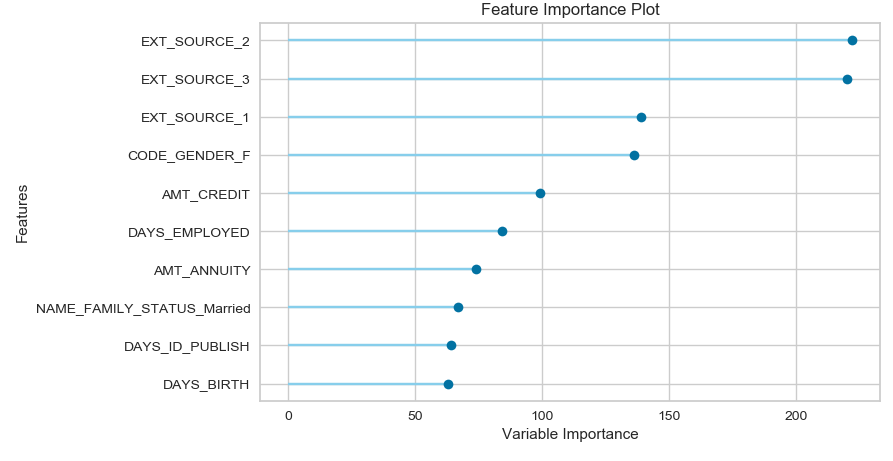 Feature Importance Plot
Features
EXT_SOURCE_2
EXT_SOURCE_3
EXT_SOURCE_1
CODE_GENDER_F
AMT_CREDIT
DAYS_EMPLOYED
AMT_ANNUITY
NAME_FAMILY_STATUS_Married
DAYS_ID_PUBLISH
DAYS_BIRTH
0 50 100 150 200
Variable Importance